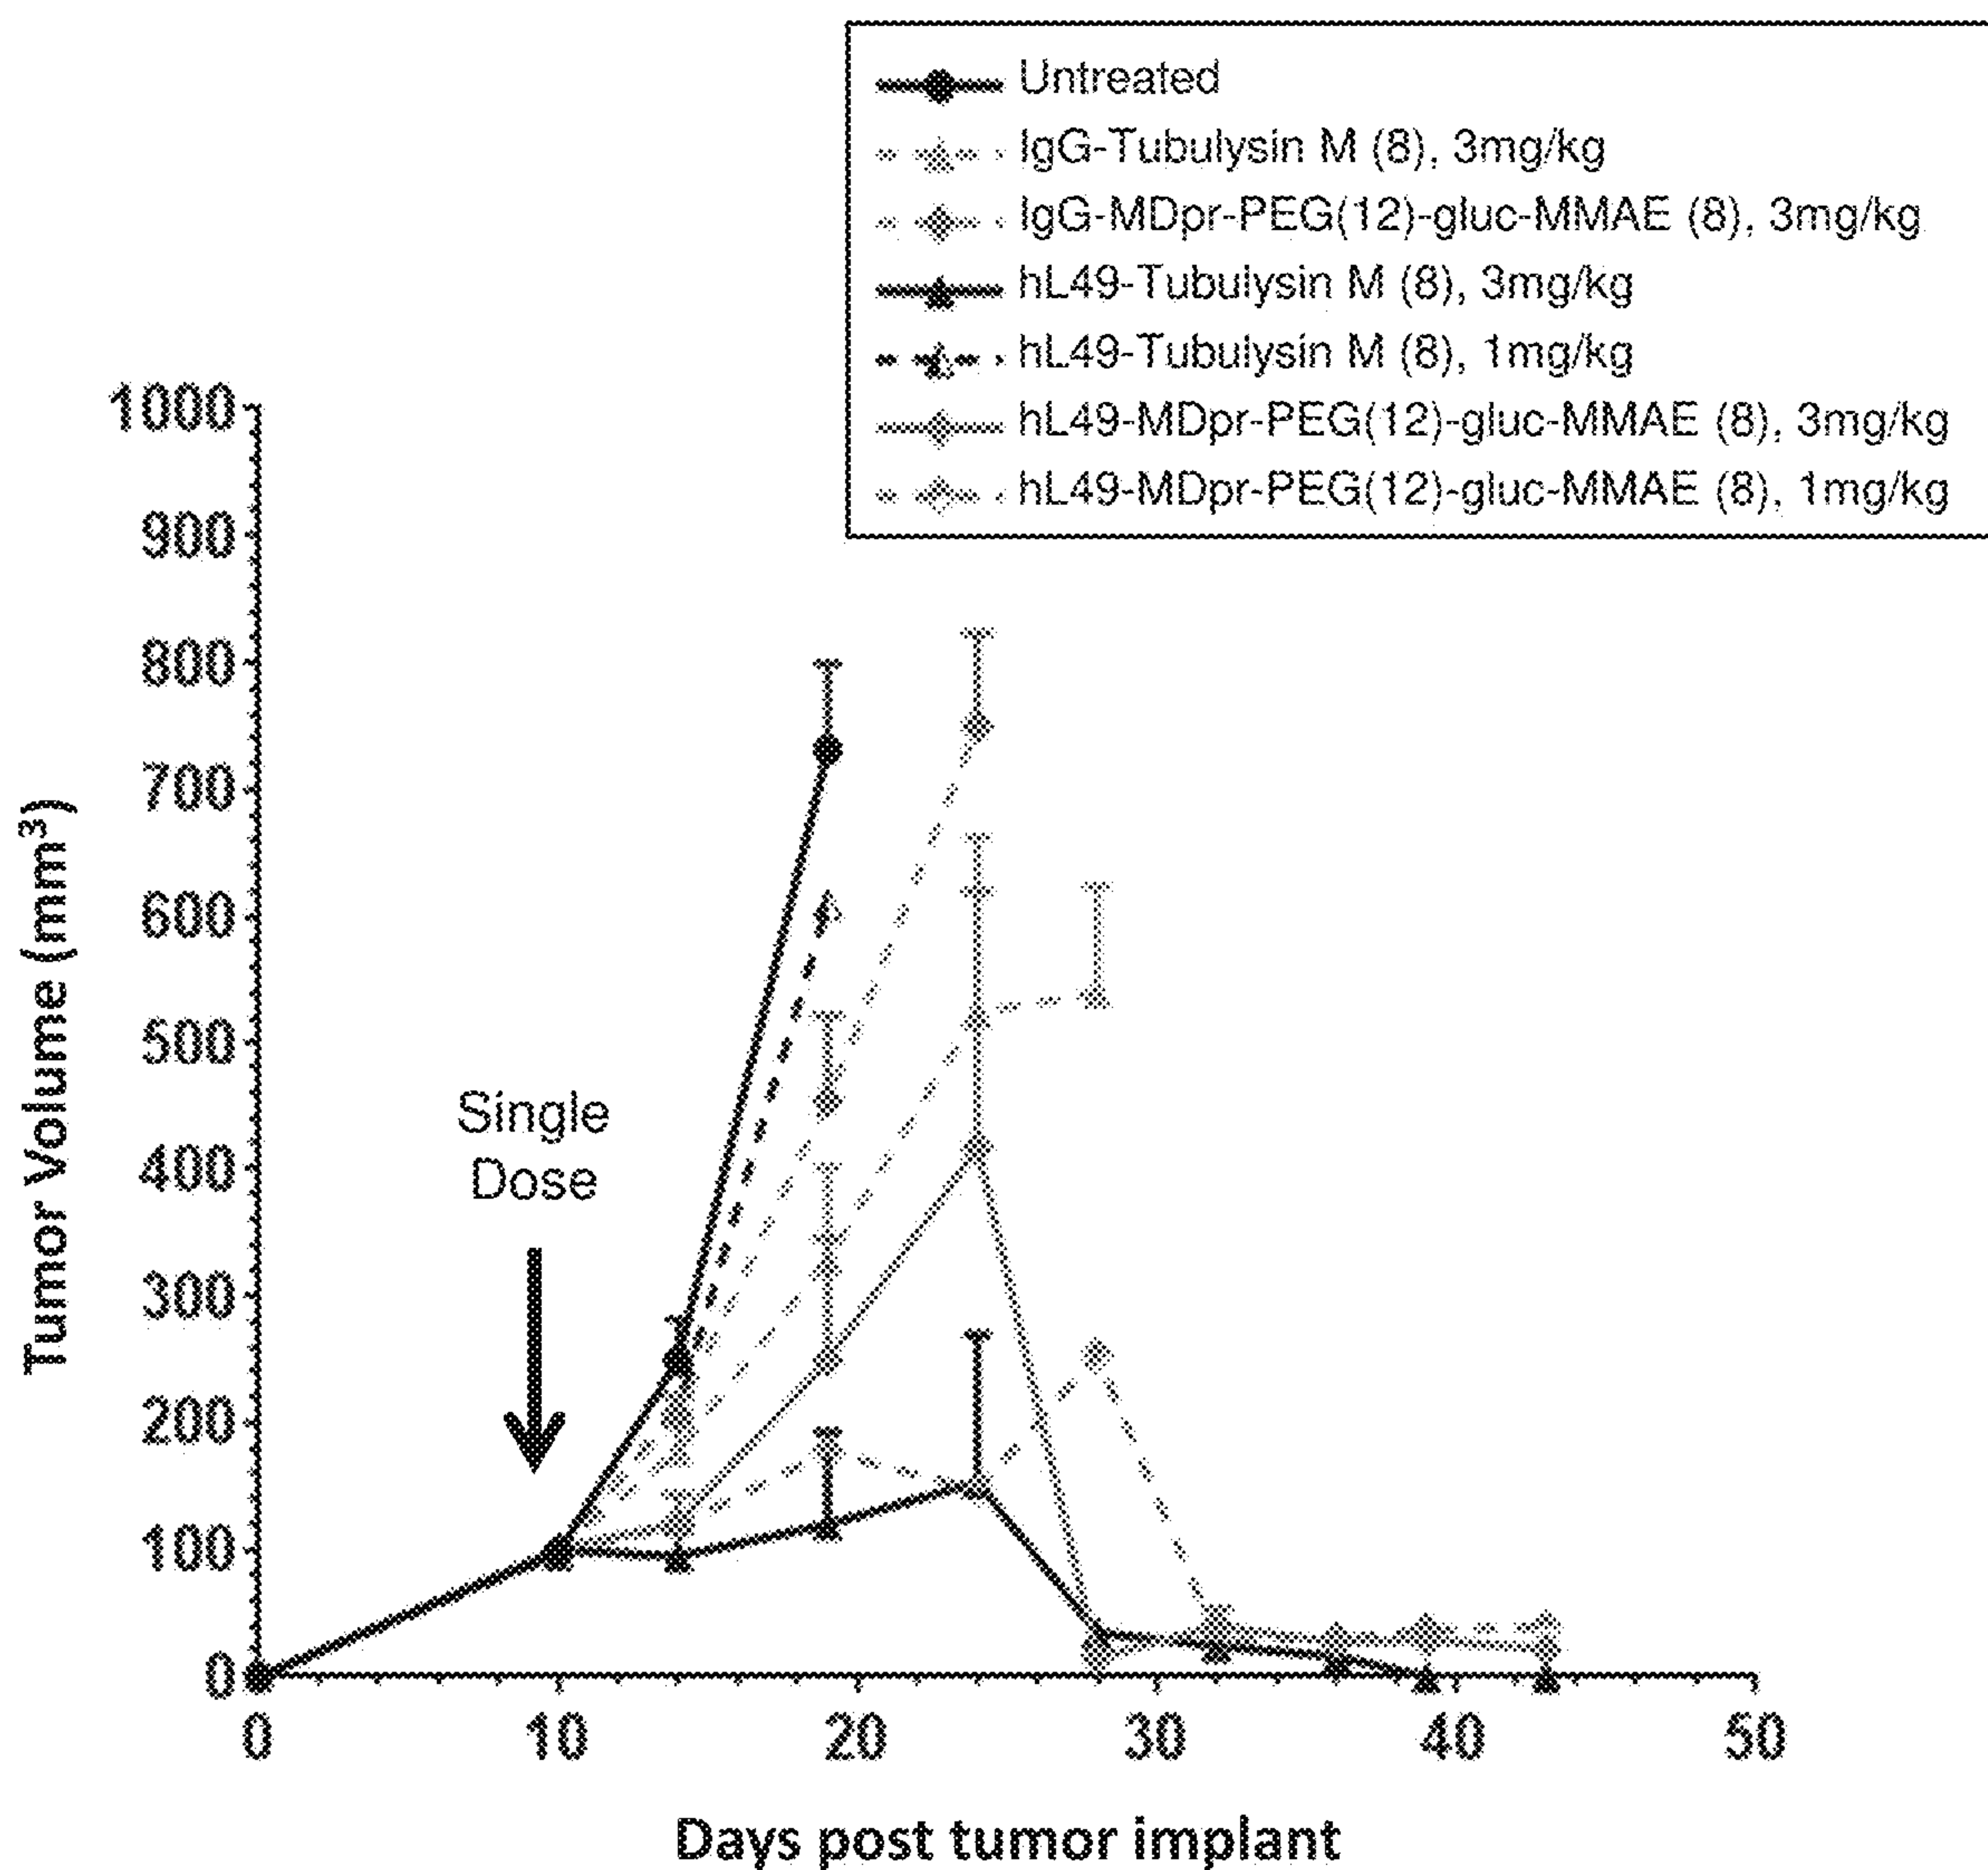 Untreated
IgG-Tubulysin M (8), 3mg/kg
IgG-MDpr-PEG(12)-gluc-MMAE (8), 3mg/kg
hL49-Tubulysin M (8), 3mg/kg
hL49-Tubulysin M (8), 1mg/kg
hL49-MDpr-PEG(12)-gluc-MMAE (8), 3mg/kg
hL49-MDpr-PEG(12)-gluc-MMAE (8), 1mg/kg
Tumor Volume (mm³)
1000
900
800
700
600
500
400
300
200
100
0
Single
Dose
0 10 20 30 40 50
Days post tumor implant